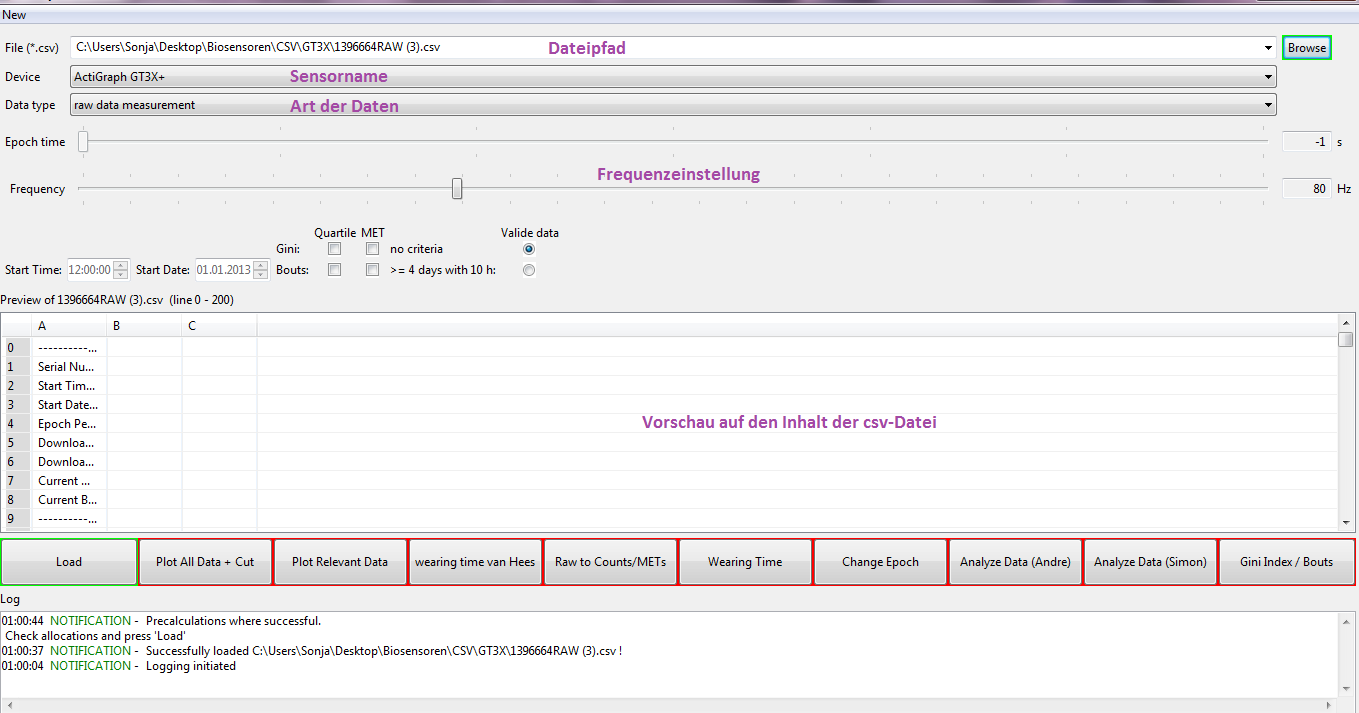 New
File (*.csv) C:\Users\Sonja\Desktop\Biosensoren\CSV\GT3X\1396664RAW (3).csv Dateipfad Browse
Device ActiGraph GT3X+ Sensorname
Data type raw data measurement Art der Daten
Epoch time -1 s
Frequenzeinstellung
Frequency 80 Hz
Quartile MET Valide data
Gini: no criteria
Start Time: 12:00:00 Start Date: 01.01.2013 Bouts: >= 4 days with 10 h:
Preview of 1396664RAW (3).csv (line 0 - 200)
A B C
0 ----------...
1 Serial Nu...
2 Start Tim...
3 Start Date...
4 Epoch Pe... Vorschau auf den Inhalt der csv-Datei
5 Downloa...
6 Downloa...
7 Current ...
8 Current B...
9 ----------...
Load Plot All Data + Cut Plot Relevant Data wearing time van Hees Raw to Counts/METs Wearing Time Change Epoch Analyze Data (Andre) Analyze Data (Simon) Gini Index / Bouts
Log
01:00:44 NOTIFICATION - Precalculations where successful.
Check allocations and press 'Load'
01:00:37 NOTIFICATION - Successfully loaded C:\Users\Sonja\Desktop\Biosensoren\CSV\GT3X\1396664RAW (3).csv !
01:00:04 NOTIFICATION - Logging initiated